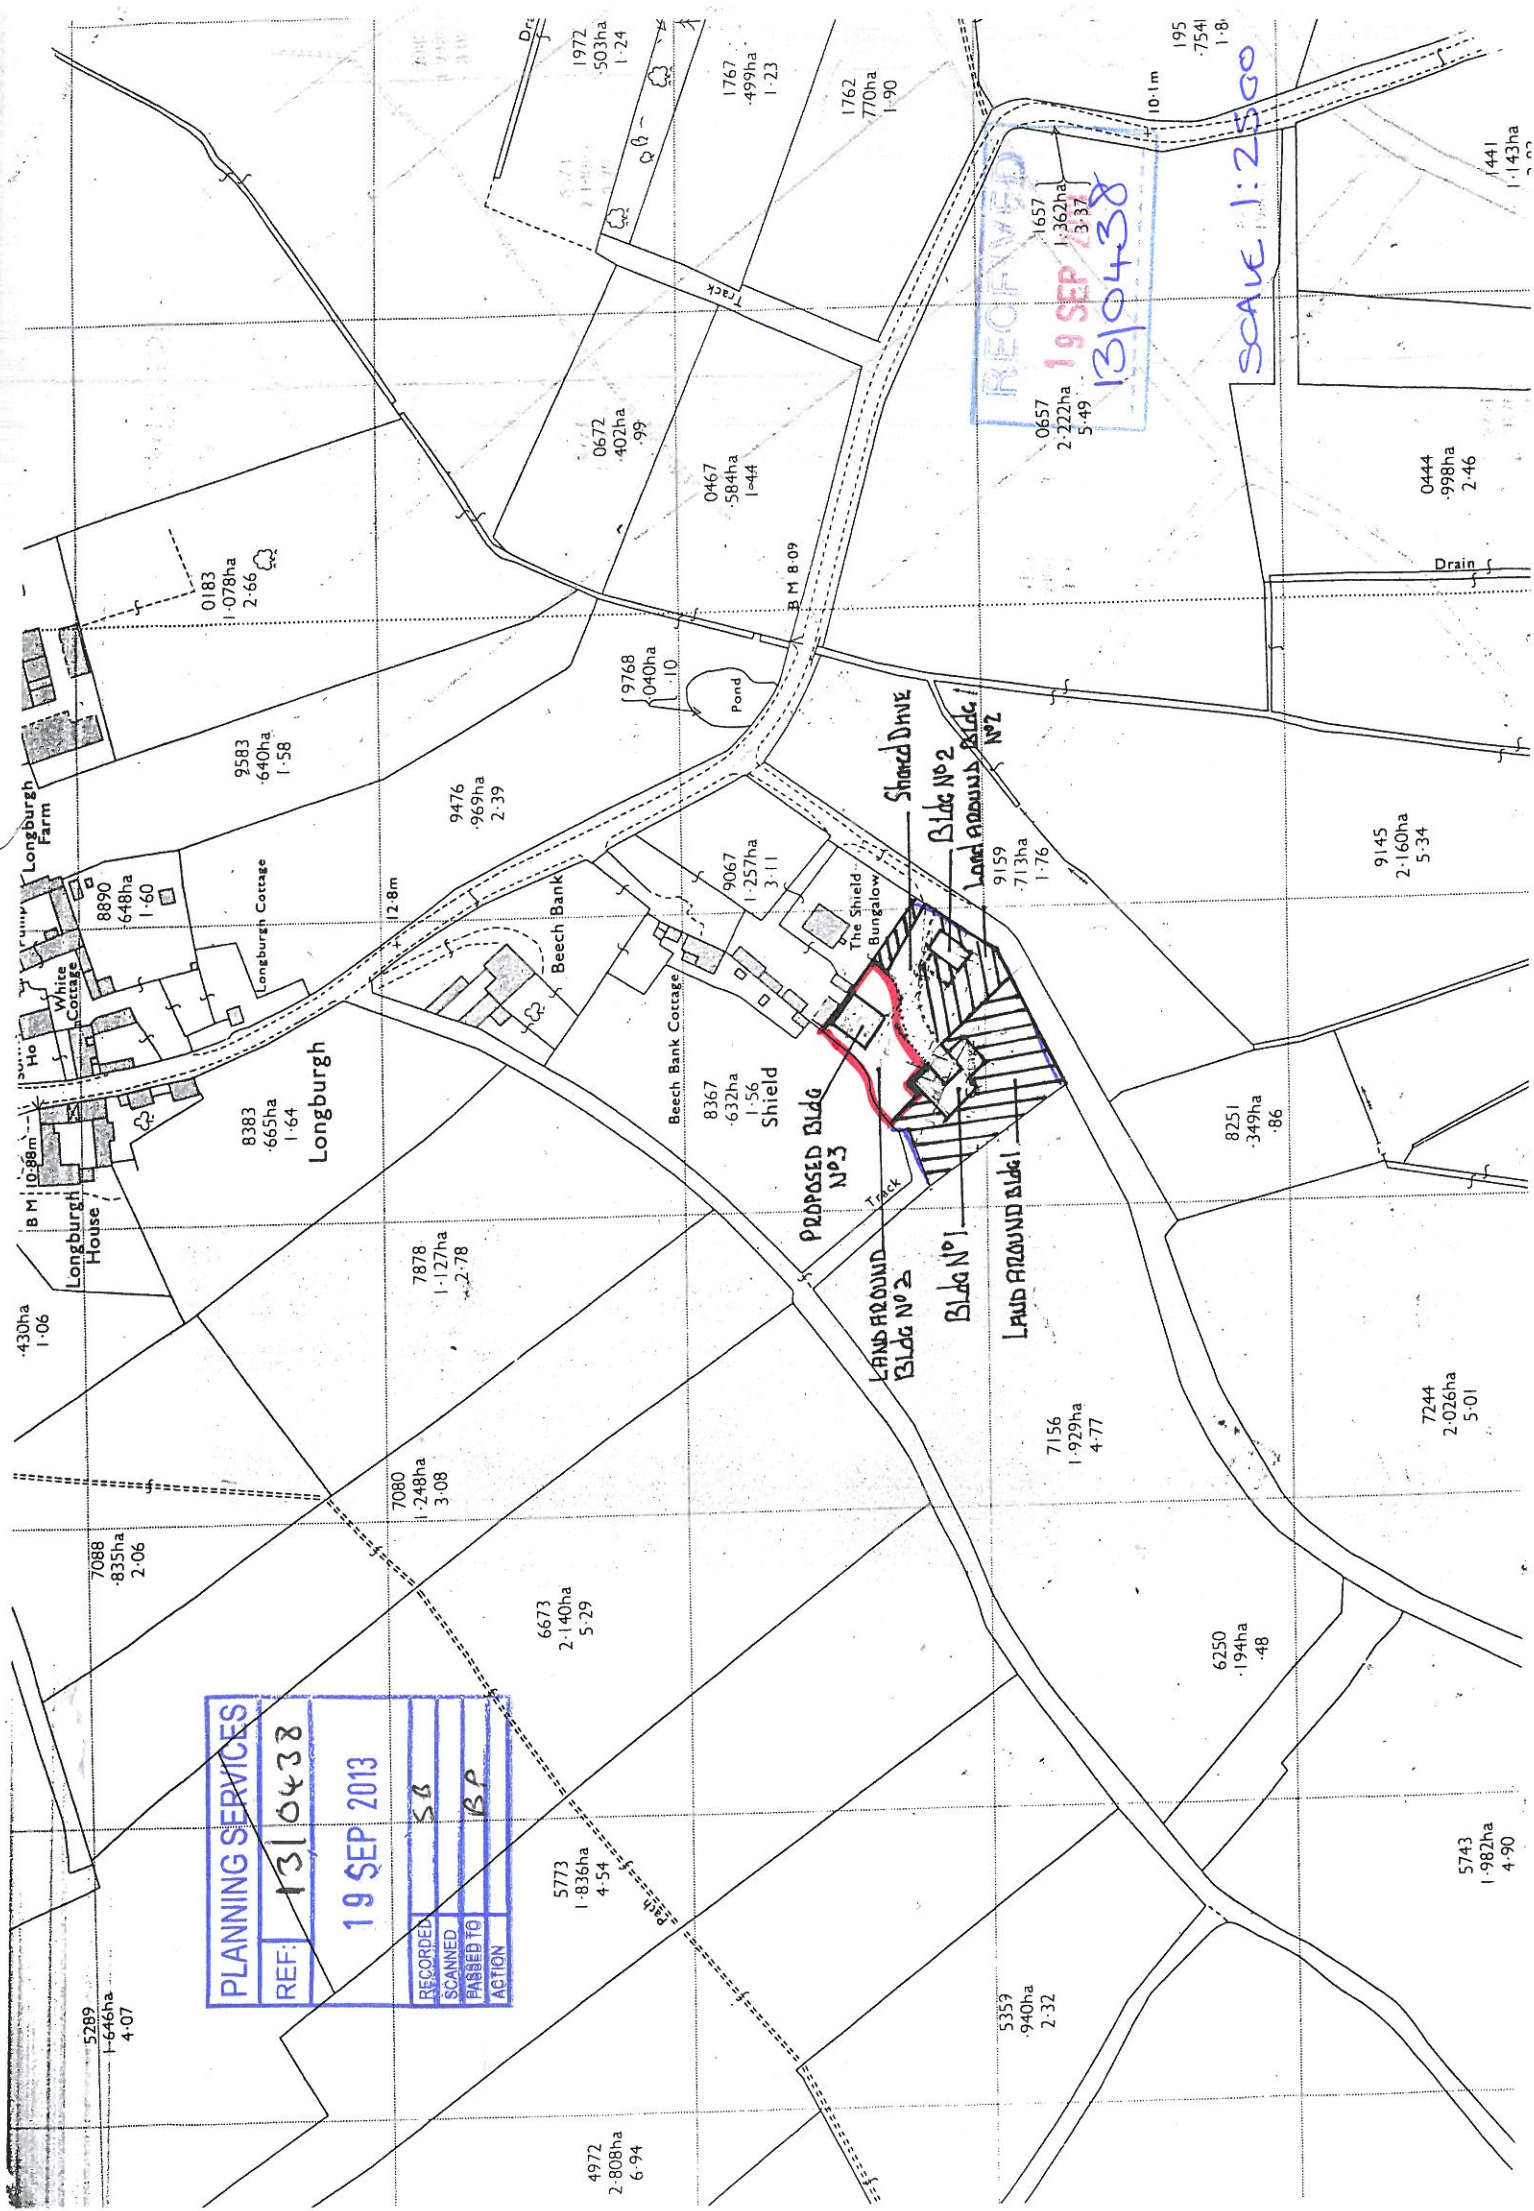 PLANNING SERVICES
REF: 13/0438
19 SEP 2013
RECORDED SB
SCANNED
PASSED TO BP
ACTION
5289
1·646ha
4·07
7088
·835ha
2·06
·430ha
1·06
B M 10·88m
Longburgh
House
White
Cottage
Longburgh
Farm
8890
·648ha
1·60
0183
1·078ha
2·66
8383
·665ha
1·64
Longburgh
Longburgh Cottage
9583
·640ha
1·58
12·8m
7080
1·248ha
3·08
7878
1·127ha
2·78
9476
·969ha
2·39
Beech Bank
1972
·503ha
1·24
1767
·499ha
1·23
1762
·770ha
1·90
Track
0672
·402ha
·99
0467
·584ha
1·44
4972
2·808ha
6·94
5773
1·836ha
4·54
Path
6673
2·140ha
5·29
Beech Bank Cottage
8367
·632ha
1·56
Shield
9067
1·257ha
3·11
9768
·040ha
·10
Pond
B M 8·09
The Shield
Bungalow
PROPOSED BLDG
Nº3
Track
LAND AROUND
BLDG Nº3
BLDG Nº1
LAND AROUND BLDG1
Shared Drive
BLDG Nº2
Land AROUND BLDG
Nº2
9159
·713ha
1·76
RECEIVED
19 SEP 2013
13/0438
0657
2·222ha
5·49
1657
1·362ha
3·37
10·1m
SCALE 1:2500
195
·754
1·8
5359
·940ha
2·32
7156
1·929ha
4·77
6250
·194ha
·48
8251
·349ha
·86
9145
2·160ha
5·34
0444
·998ha
2·46
Drain
1441
1·143ha
5743
1·982ha
4·90
7244
2·026ha
5·01